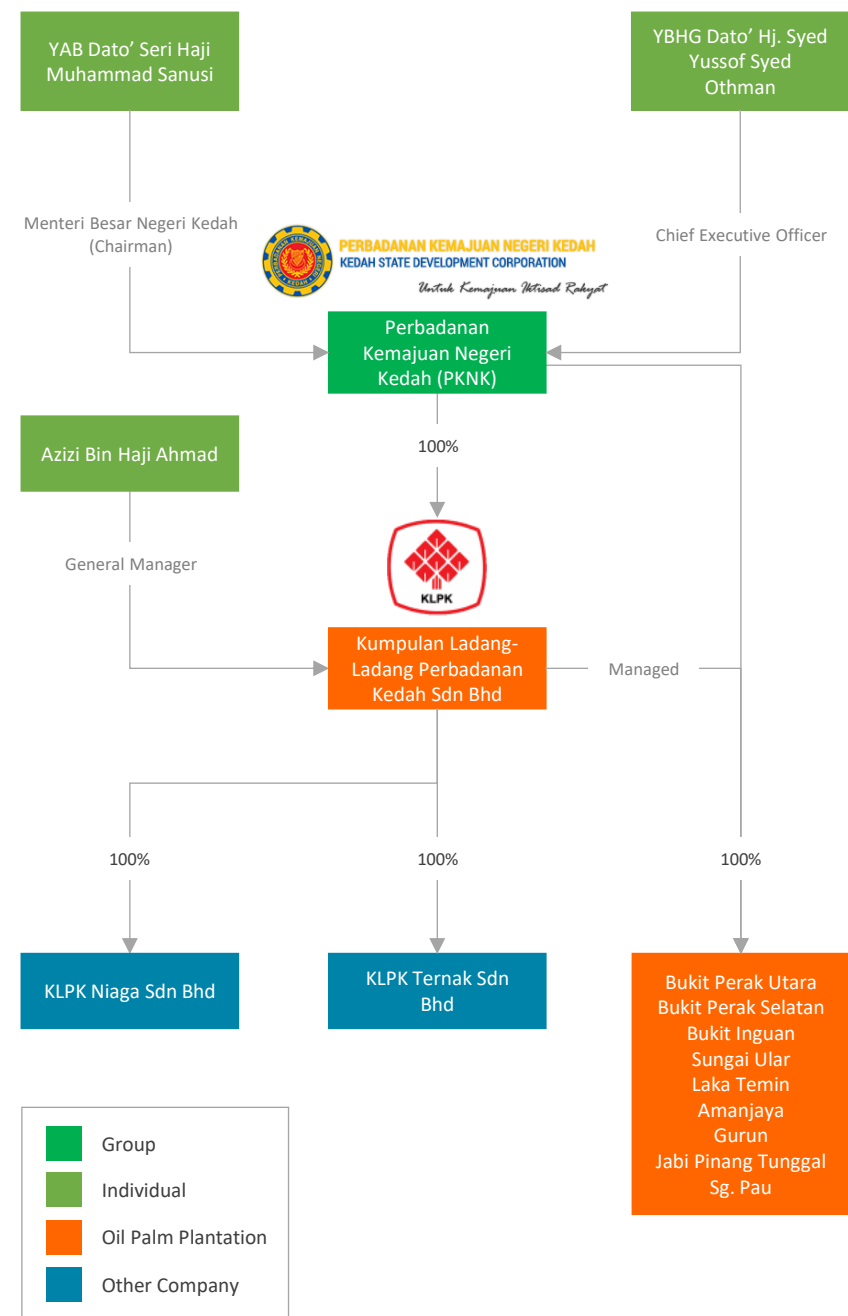 YAB Dato’ Seri Haji
Muhammad Sanusi
YBHG Dato’ Hj. Syed
Yussof Syed
Othman
Menteri Besar Negeri Kedah
(Chairman)
Chief Executive Officer
PERBADANAN KEMAJUAN NEGERI KEDAH
KEDAH STATE DEVELOPMENT CORPORATION
Untuk Kemajuan Iktisad Rakyat
Perbadanan
Kemajuan Negeri
Kedah (PKNK)
100%
Azizi Bin Haji Ahmad
General Manager
KLPK
Kumpulan Ladang-
Ladang Perbadanan
Kedah Sdn Bhd
Managed
100%
100%
100%
KLPK Niaga Sdn Bhd
KLPK Ternak Sdn
Bhd
Bukit Perak Utara
Bukit Perak Selatan
Bukit Inguan
Sungai Ular
Laka Temin
Amanjaya
Gurun
Jabi Pinang Tunggal
Sg. Pau
Group
Individual
Oil Palm Plantation
Other Company